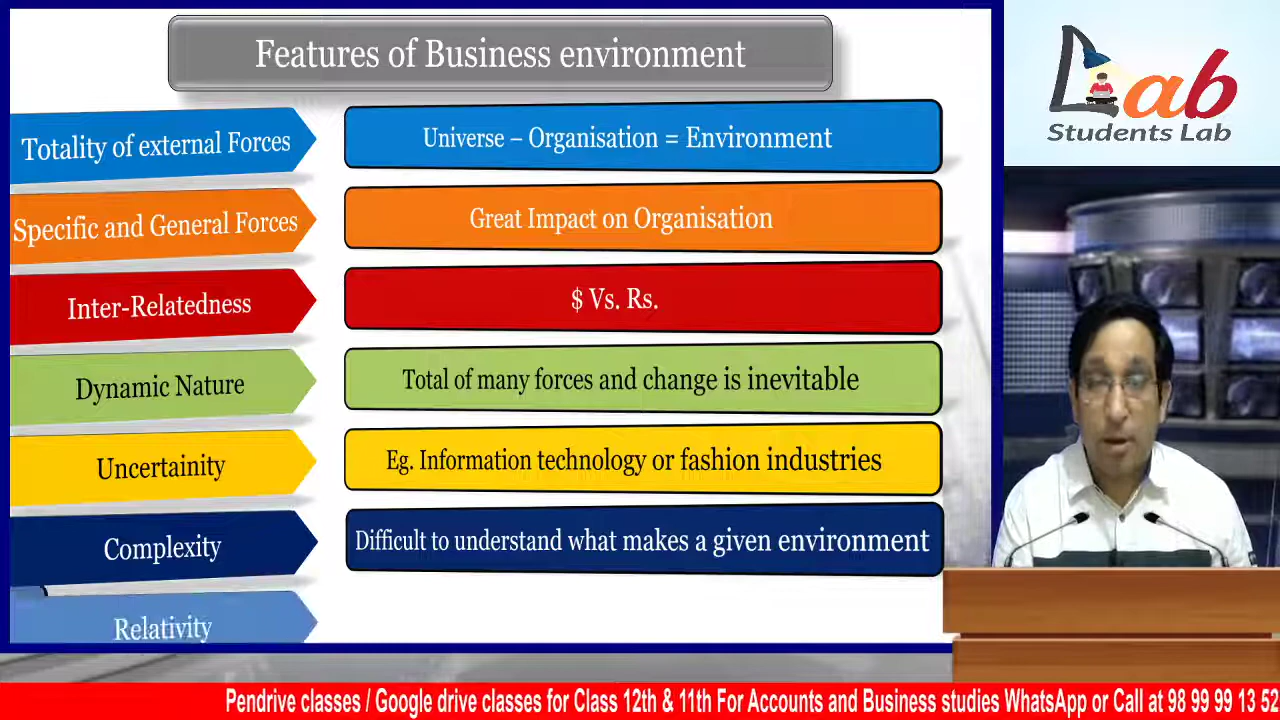 Features of Business environment
Totality of external Forces
Universe – Organisation = Environment
Specific and General Forces
Great Impact on Organisation
Inter-Relatedness
$ Vs. Rs.
Dynamic Nature
Total of many forces and change is inevitable
Uncertainity
Eg. Information technology or fashion industries
Complexity
Difficult to understand what makes a given environment
Relativity
Lab
Students Lab
Pendrive classes / Google drive classes for Class 12th & 11th For Accounts and Business studies WhatsApp or Call at 98 99 99 13 52